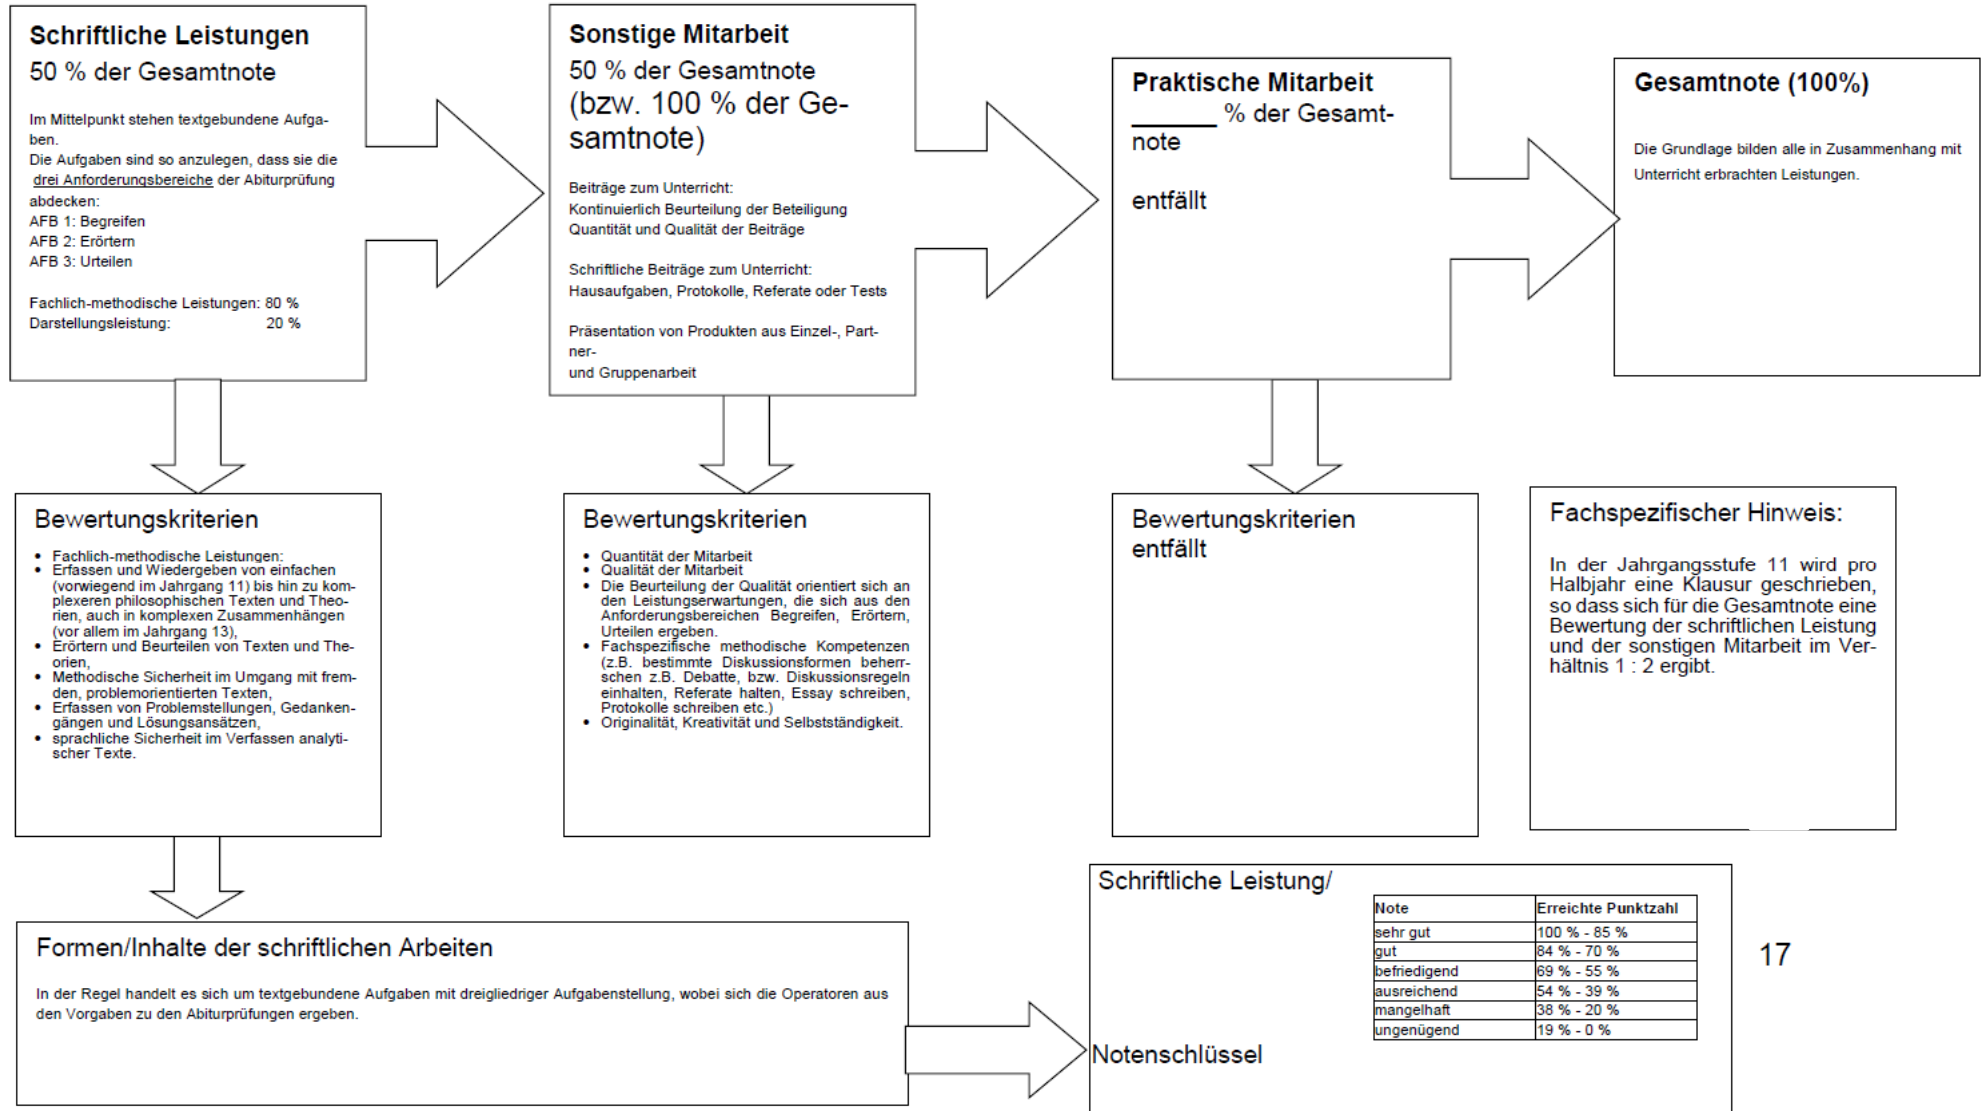 Schriftliche Leistungen
50 % der Gesamtnote
Im Mittelpunkt stehen textgebundene Aufga-
ben.
Die Aufgaben sind so anzulegen, dass sie die
drei Anforderungsbereiche der Abiturprüfung
abdecken:
AFB 1: Begreifen
AFB 2: Erörtern
AFB 3: Urteilen
Fachlich-methodische Leistungen: 80 %
Darstellungsleistung: 20 %
Sonstige Mitarbeit
50 % der Gesamtnote
(bzw. 100 % der Ge-
samtnote)
Beiträge zum Unterricht:
Kontinuierlich Beurteilung der Beteiligung
Quantität und Qualität der Beiträge
Schriftliche Beiträge zum Unterricht:
Hausaufgaben, Protokolle, Referate oder Tests
Präsentation von Produkten aus Einzel-, Part-
ner-
und Gruppenarbeit
Praktische Mitarbeit
______ % der Gesamt-
note
entfällt
Gesamtnote (100%)
Die Grundlage bilden alle in Zusammenhang mit
Unterricht erbrachten Leistungen.
Bewertungskriterien
• Fachlich-methodische Leistungen:
• Erfassen und Wiedergeben von einfachen
(vorwiegend im Jahrgang 11) bis hin zu kom-
plexeren philosophischen Texten und Theo-
rien, auch in komplexen Zusammenhängen
(vor allem im Jahrgang 13),
• Erörtern und Beurteilen von Texten und The-
orien,
• Methodische Sicherheit im Umgang mit frem-
den, problemorientierten Texten,
• Erfassen von Problemstellungen, Gedanken-
gängen und Lösungsansätzen,
• sprachliche Sicherheit im Verfassen analyti-
scher Texte.
Bewertungskriterien
• Quantität der Mitarbeit
• Qualität der Mitarbeit
• Die Beurteilung der Qualität orientiert sich an
den Leistungserwartungen, die sich aus den
Anforderungsbereichen Begreifen, Erörtern,
Urteilen ergeben.
• Fachspezifische methodische Kompetenzen
(z.B. bestimmte Diskussionsformen beherr-
schen z.B. Debatte, bzw. Diskussionsregeln
einhalten, Referate halten, Essay schreiben,
Protokolle schreiben etc.)
• Originalität, Kreativität und Selbstständigkeit.
Bewertungskriterien
entfällt
Fachspezifischer Hinweis:
In der Jahrgangsstufe 11 wird pro
Halbjahr eine Klausur geschrieben,
so dass sich für die Gesamtnote eine
Bewertung der schriftlichen Leistung
und der sonstigen Mitarbeit im Ver-
hältnis 1 : 2 ergibt.
Formen/Inhalte der schriftlichen Arbeiten
In der Regel handelt es sich um textgebundene Aufgaben mit dreigliedriger Aufgabenstellung, wobei sich die Operatoren aus
den Vorgaben zu den Abiturprüfungen ergeben.
Schriftliche Leistung/
Note Erreichte Punktzahl
sehr gut 100 % - 85 %
gut 84 % - 70 %
befriedigend 69 % - 55 %
ausreichend 54 % - 39 %
mangelhaft 38 % - 20 %
ungenügend 19 % - 0 %
Notenschlüssel
17